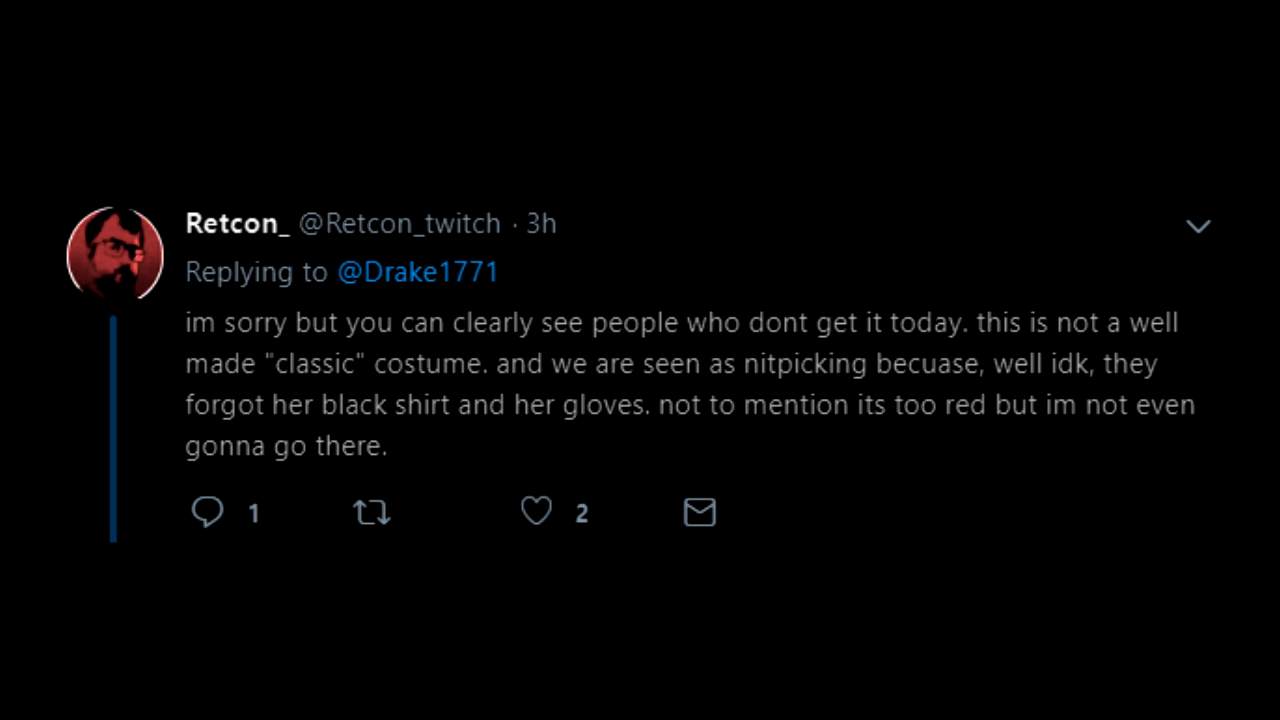 Retcon_ @Retcon_twitch · 3h
Replying to @Drake1771
im sorry but you can clearly see people who dont get it today. this is not a well
made "classic" costume. and we are seen as nitpicking becuase, well idk, they
forgot her black shirt and her gloves. not to mention its too red but im not even
gonna go there.
1 2